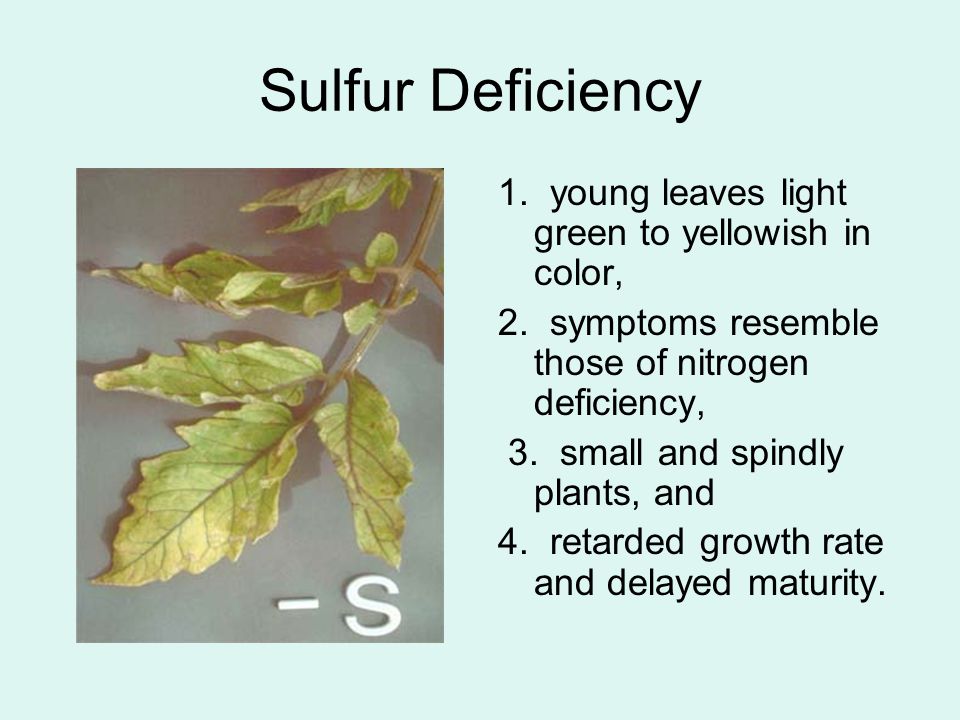 Sulfur Deficiency
1. young leaves light
green to yellowish in
color,
2. symptoms resemble
those of nitrogen
deficiency,
3. small and spindly
plants, and
4. retarded growth rate
and delayed maturity.
- S